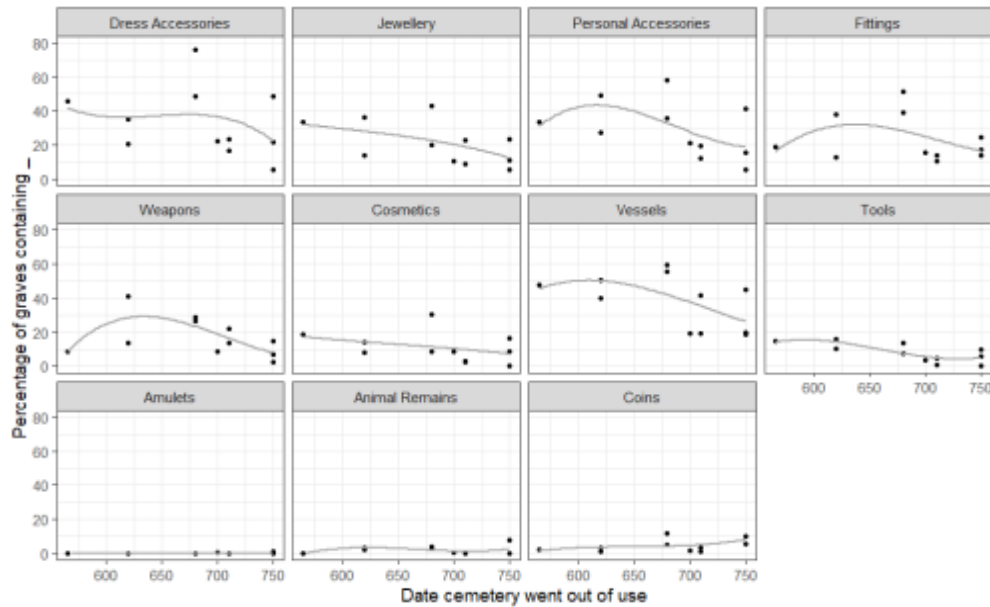 Dress Accessories Jewellery Personal Accessories Fittings
80
60
40
20
0
Weapons Cosmetics Vessels Tools
80
60
40
20
0
600 650 700 750
Amulets Animal Remains Coins
80
60
40
20
0
600 650 700 750 600 650 700 750 600 650 700 750
Percentage of graves containing _
Date cemetery went out of use